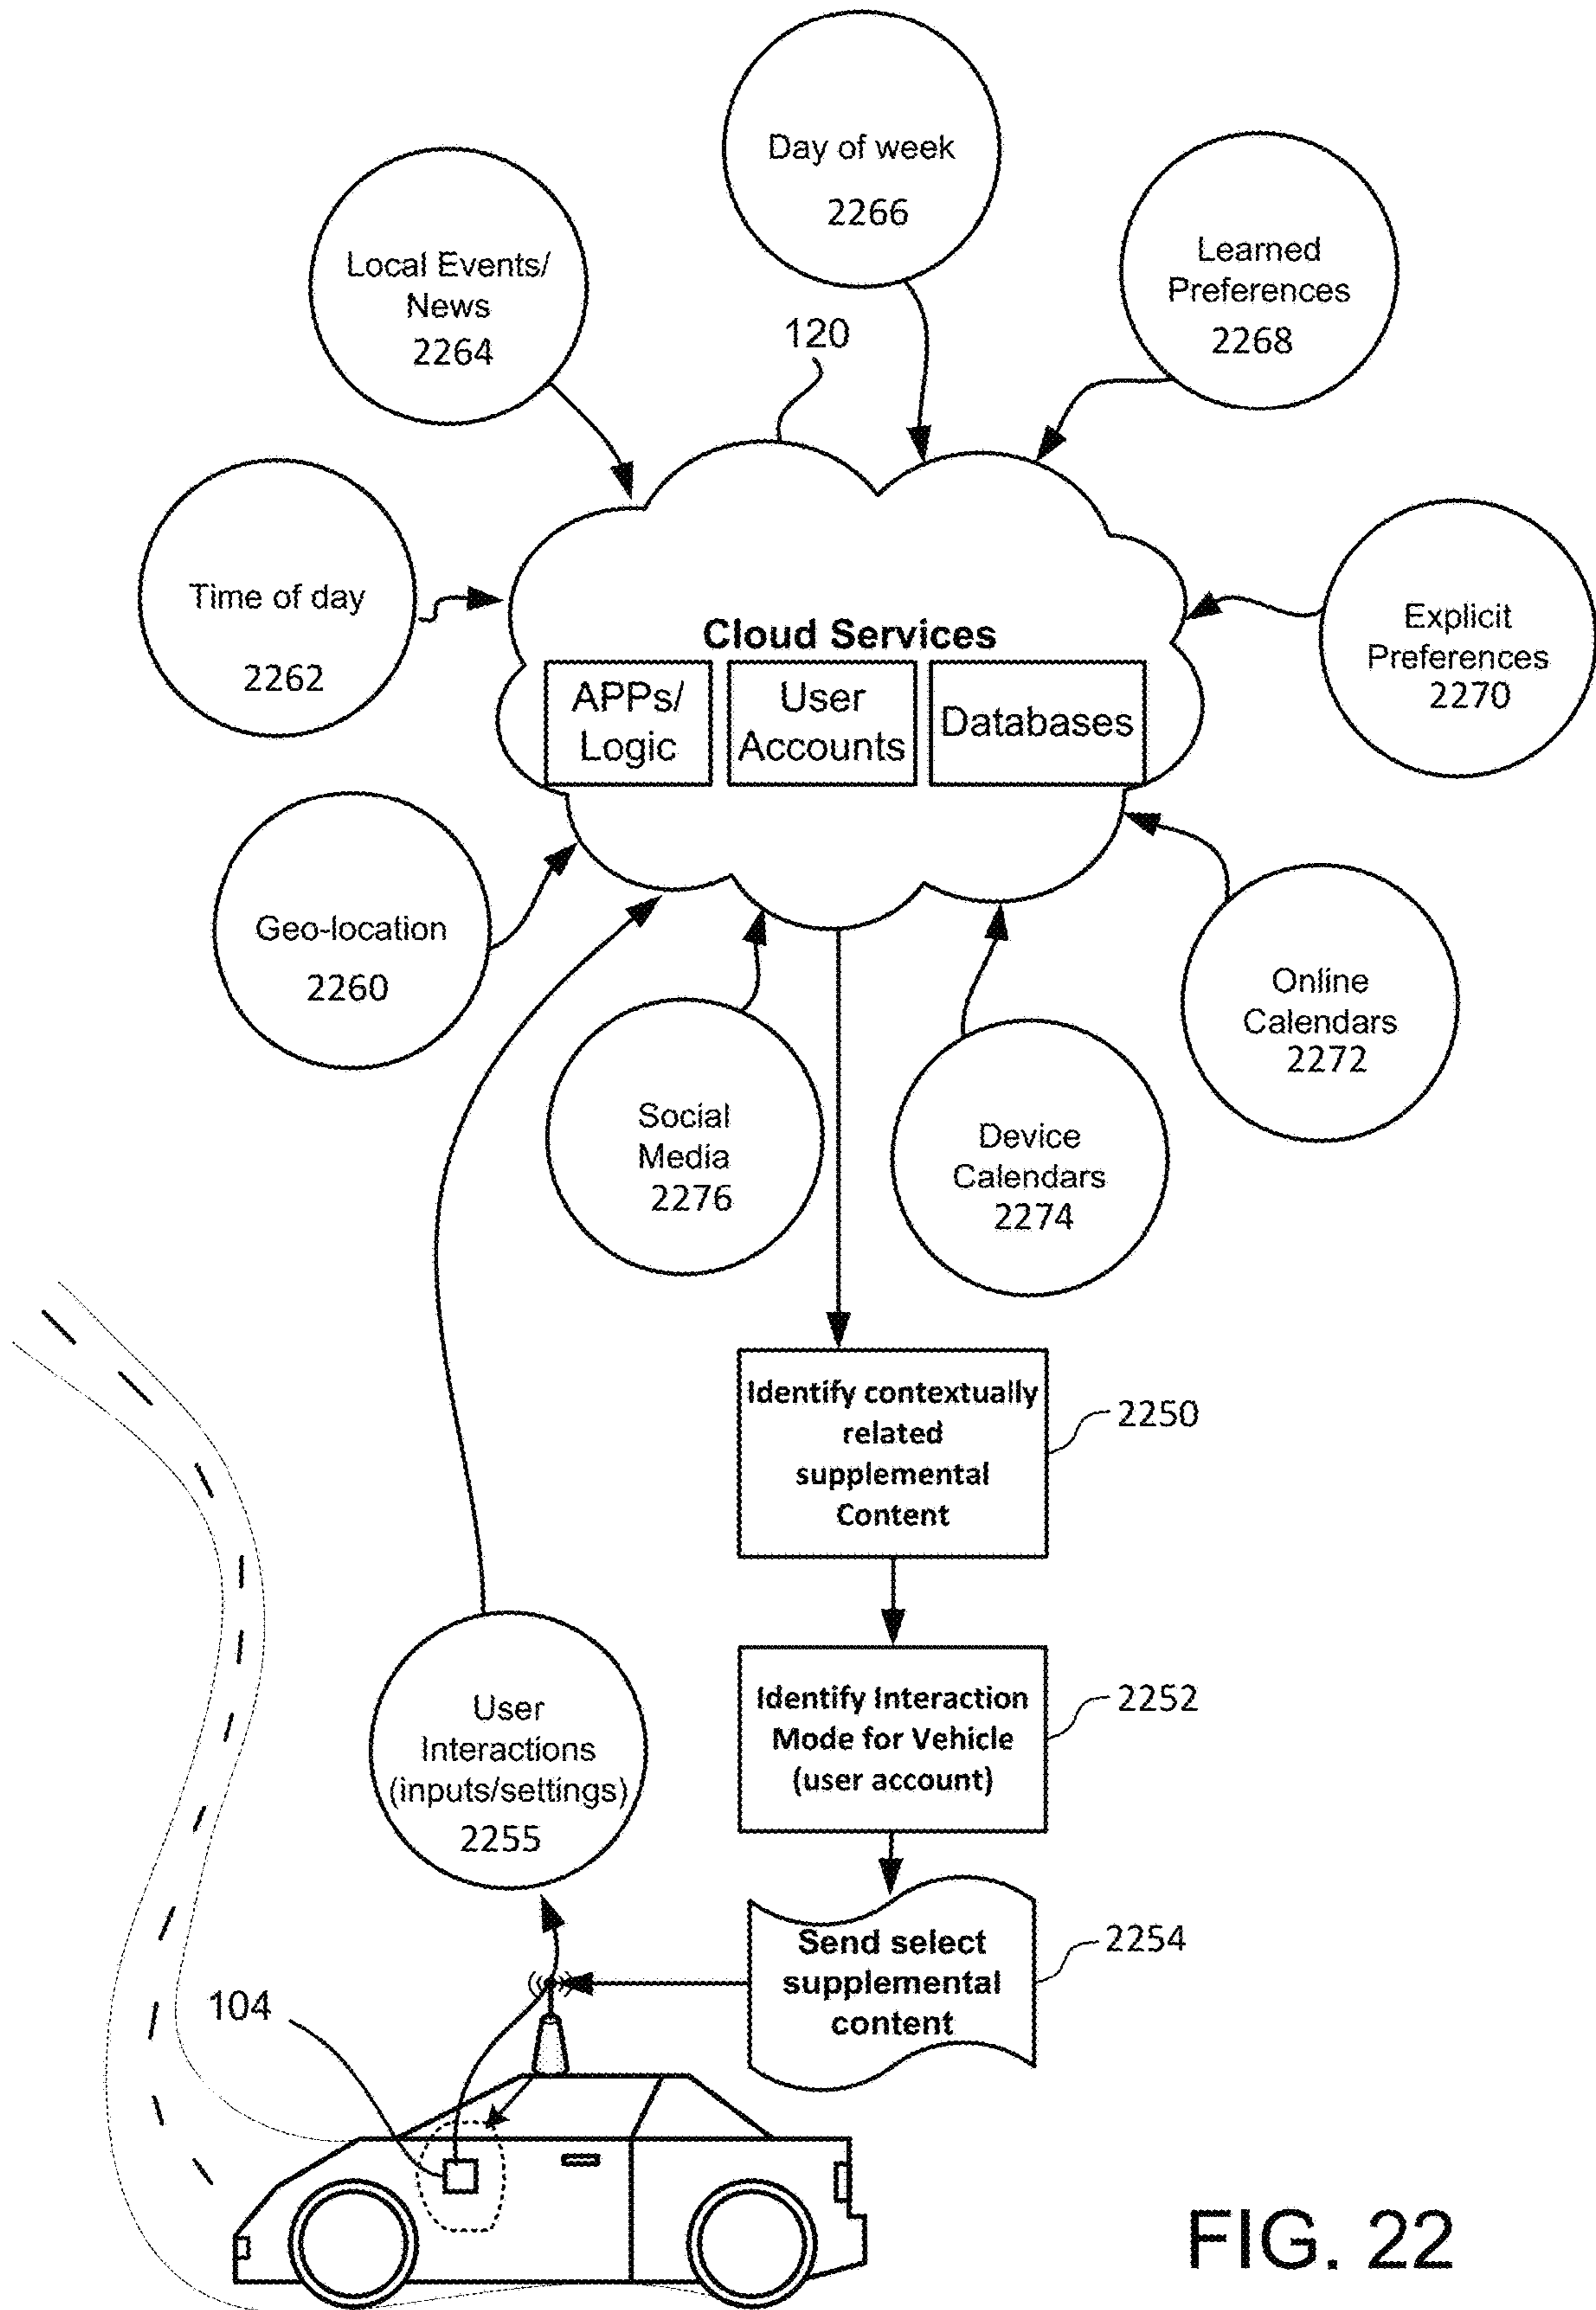 Day of week
2266
Local Events/
News
2264
Learned
Preferences
2268
120
Time of day
2262
Explicit
Preferences
2270
Cloud Services
APPs/
Logic
User
Accounts
Databases
Geo-location
2260
Online
Calendars
2272
Social
Media
2276
Device
Calendars
2274
Identify contextually
related
supplemental
Content
2250
Identify Interaction
Mode for Vehicle
(user account)
2252
User
Interactions
(inputs/settings)
2255
Send select
supplemental
content
2254
104
FIG. 22